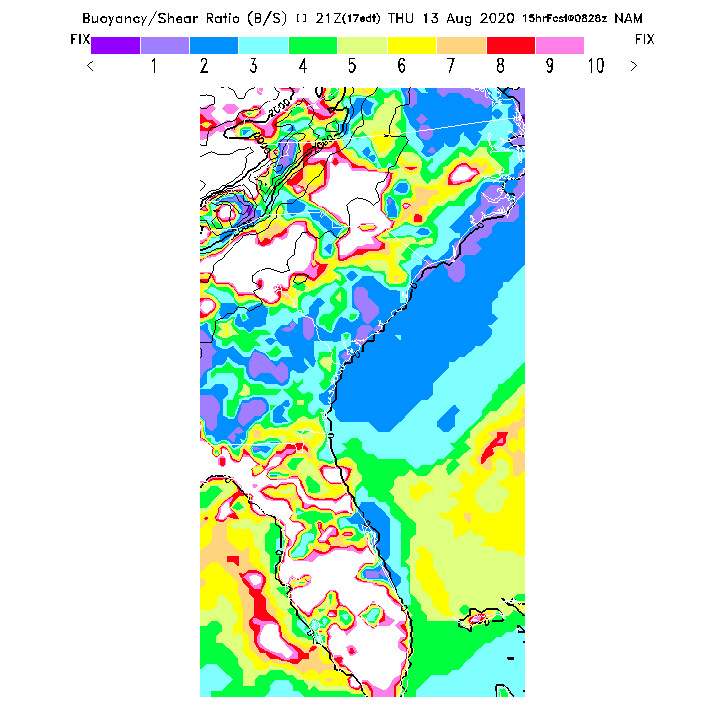 Buoyancy/Shear Ratio (B/S) [] 21Z(17edt) THU 13 Aug 2020 15hrFcst@0828z NAM
FIX FIX
< 1 2 3 4 5 6 7 8 9 10 >
2000